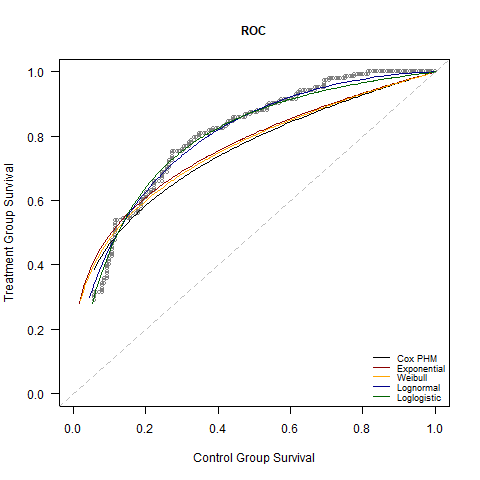 ROC
Treatment Group Survival
1.0
0.8
0.6
0.4
0.2
0.0
Cox PHM
Exponential
Weibull
Lognormal
Loglogistic
0.0 0.2 0.4 0.6 0.8 1.0
Control Group Survival